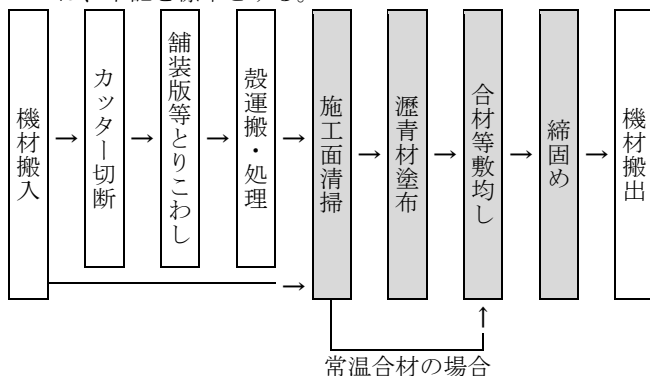 機材搬入
→
カッター切断
→
舗装版等とりこわし
→
殻運搬・処理
→
施工面清掃
→
瀝青材塗布
→
合材等敷均し
→
締固め
→
機材搬出
→
↑
常温合材の場合